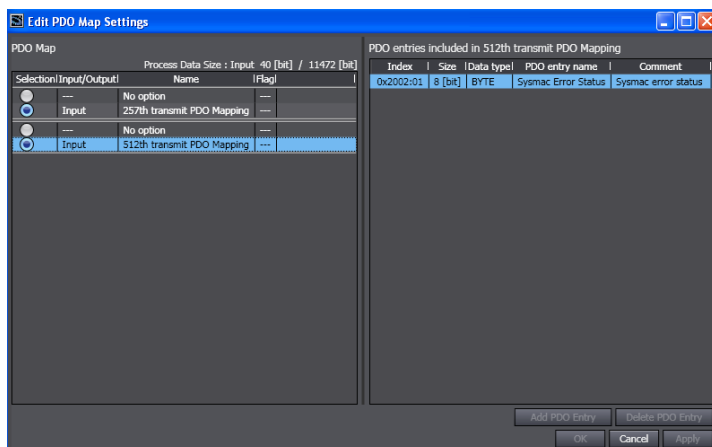 Edit PDO Map Settings
PDO Map
Process Data Size : Input 40 [bit] / 11472 [bit]
Selection Input/Output Name Flag
--- No option ---
Input 257th transmit PDO Mapping ---
--- No option ---
Input 512th transmit PDO Mapping ---
PDO entries included in 512th transmit PDO Mapping
Index Size Data type PDO entry name Comment
0x2002:01 8 [bit] BYTE Sysmac Error Status Sysmac error status
Add PDO Entry Delete PDO Entry
OK Cancel Apply